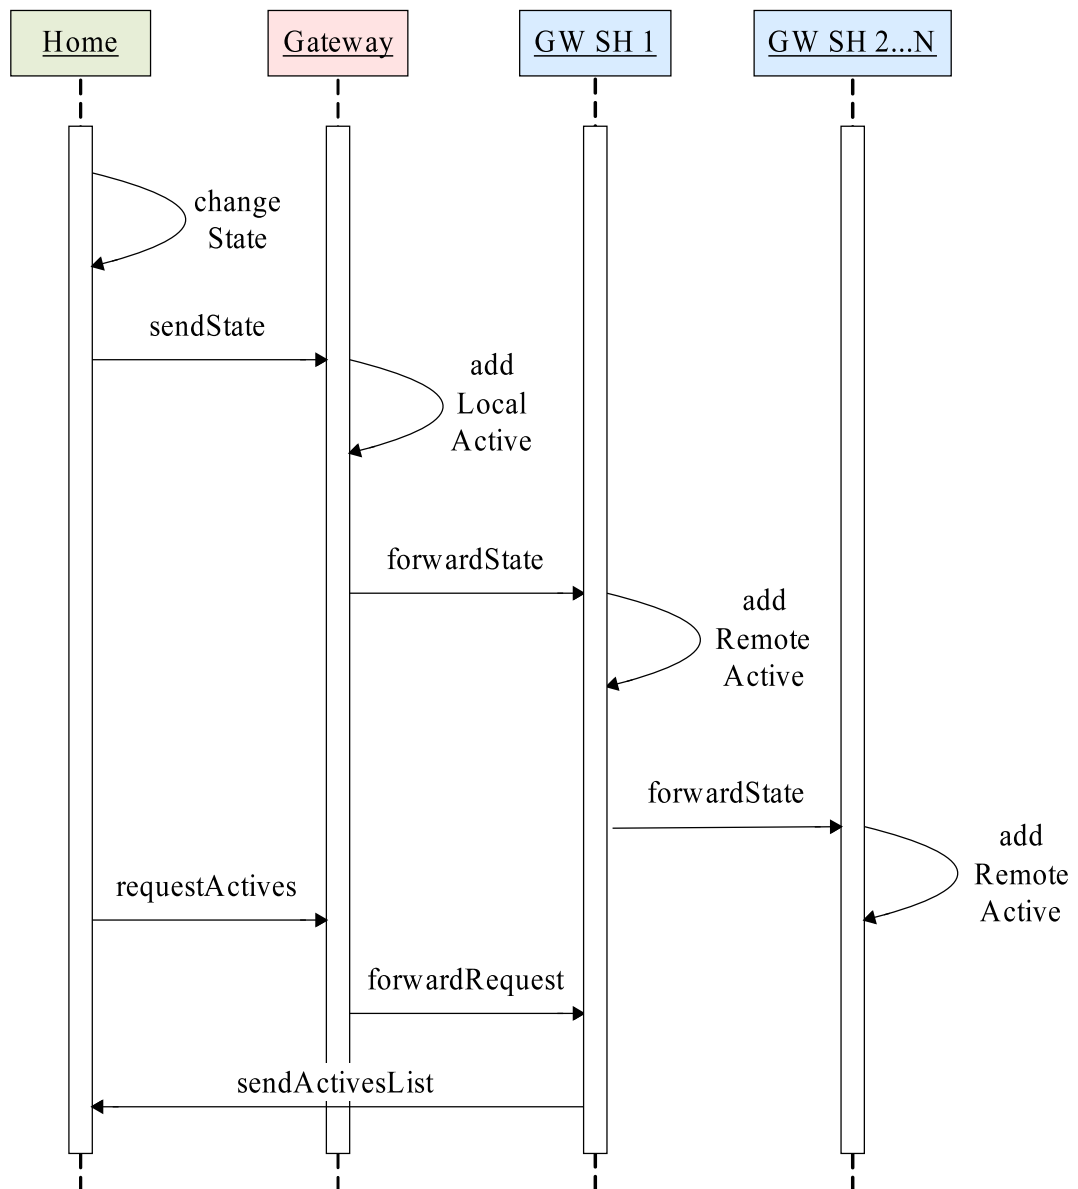 Home
Gateway
GW SH 1
GW SH 2...N
change
State
sendState
add
Local
Active
forwardState
add
Remote
Active
forwardState
add
Remote
Active
requestActives
forwardRequest
sendActivesList